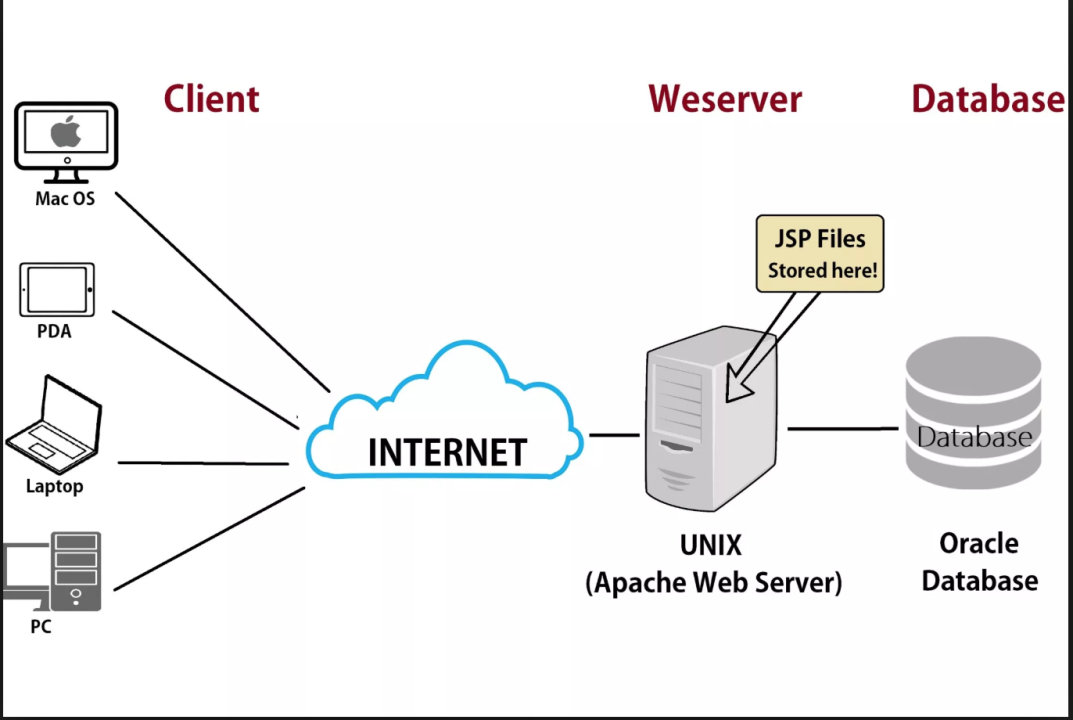 Client
Weserver
Database
Mac OS
JSP Files
Stored here!
PDA
INTERNET
Database
Laptop
UNIX
(Apache Web Server)
Oracle
Database
PC